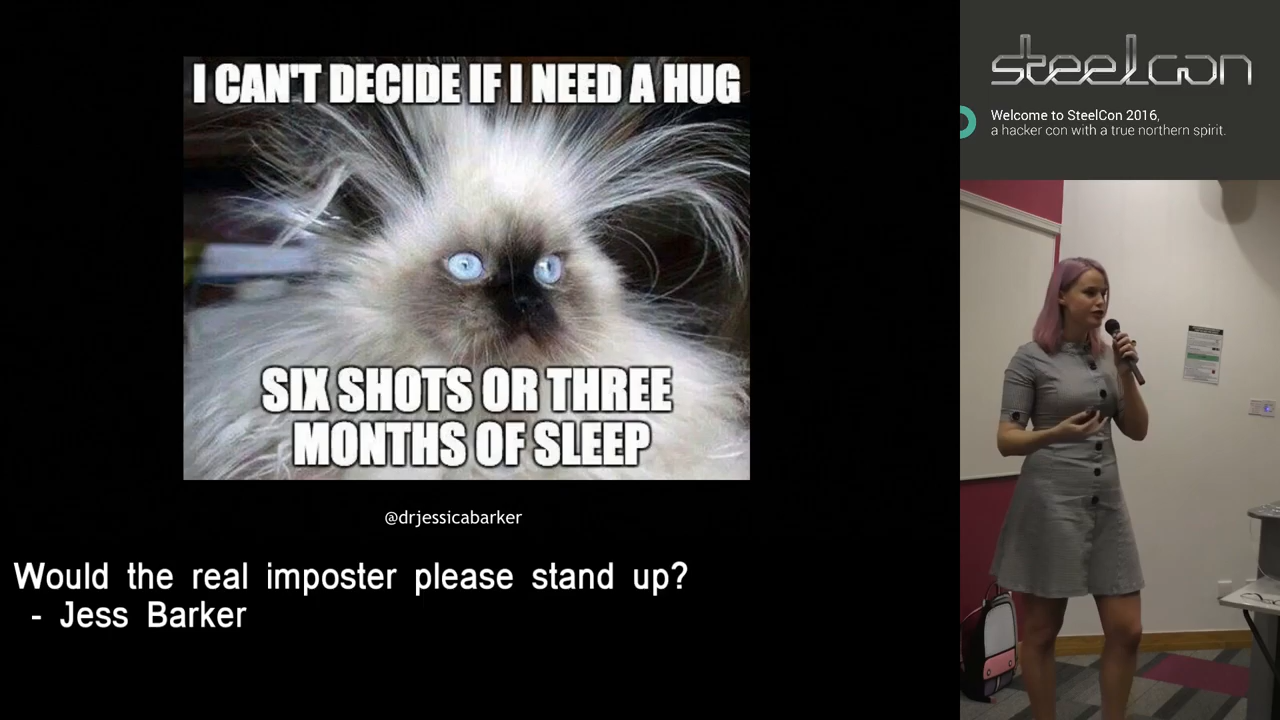 I CAN'T DECIDE IF I NEED A HUG
SIX SHOTS OR THREE
MONTHS OF SLEEP
@drjessicabarker
Would the real imposter please stand up?
- Jess Barker
steelcon
Welcome to SteelCon 2016,
a hacker con with a true northern spirit.